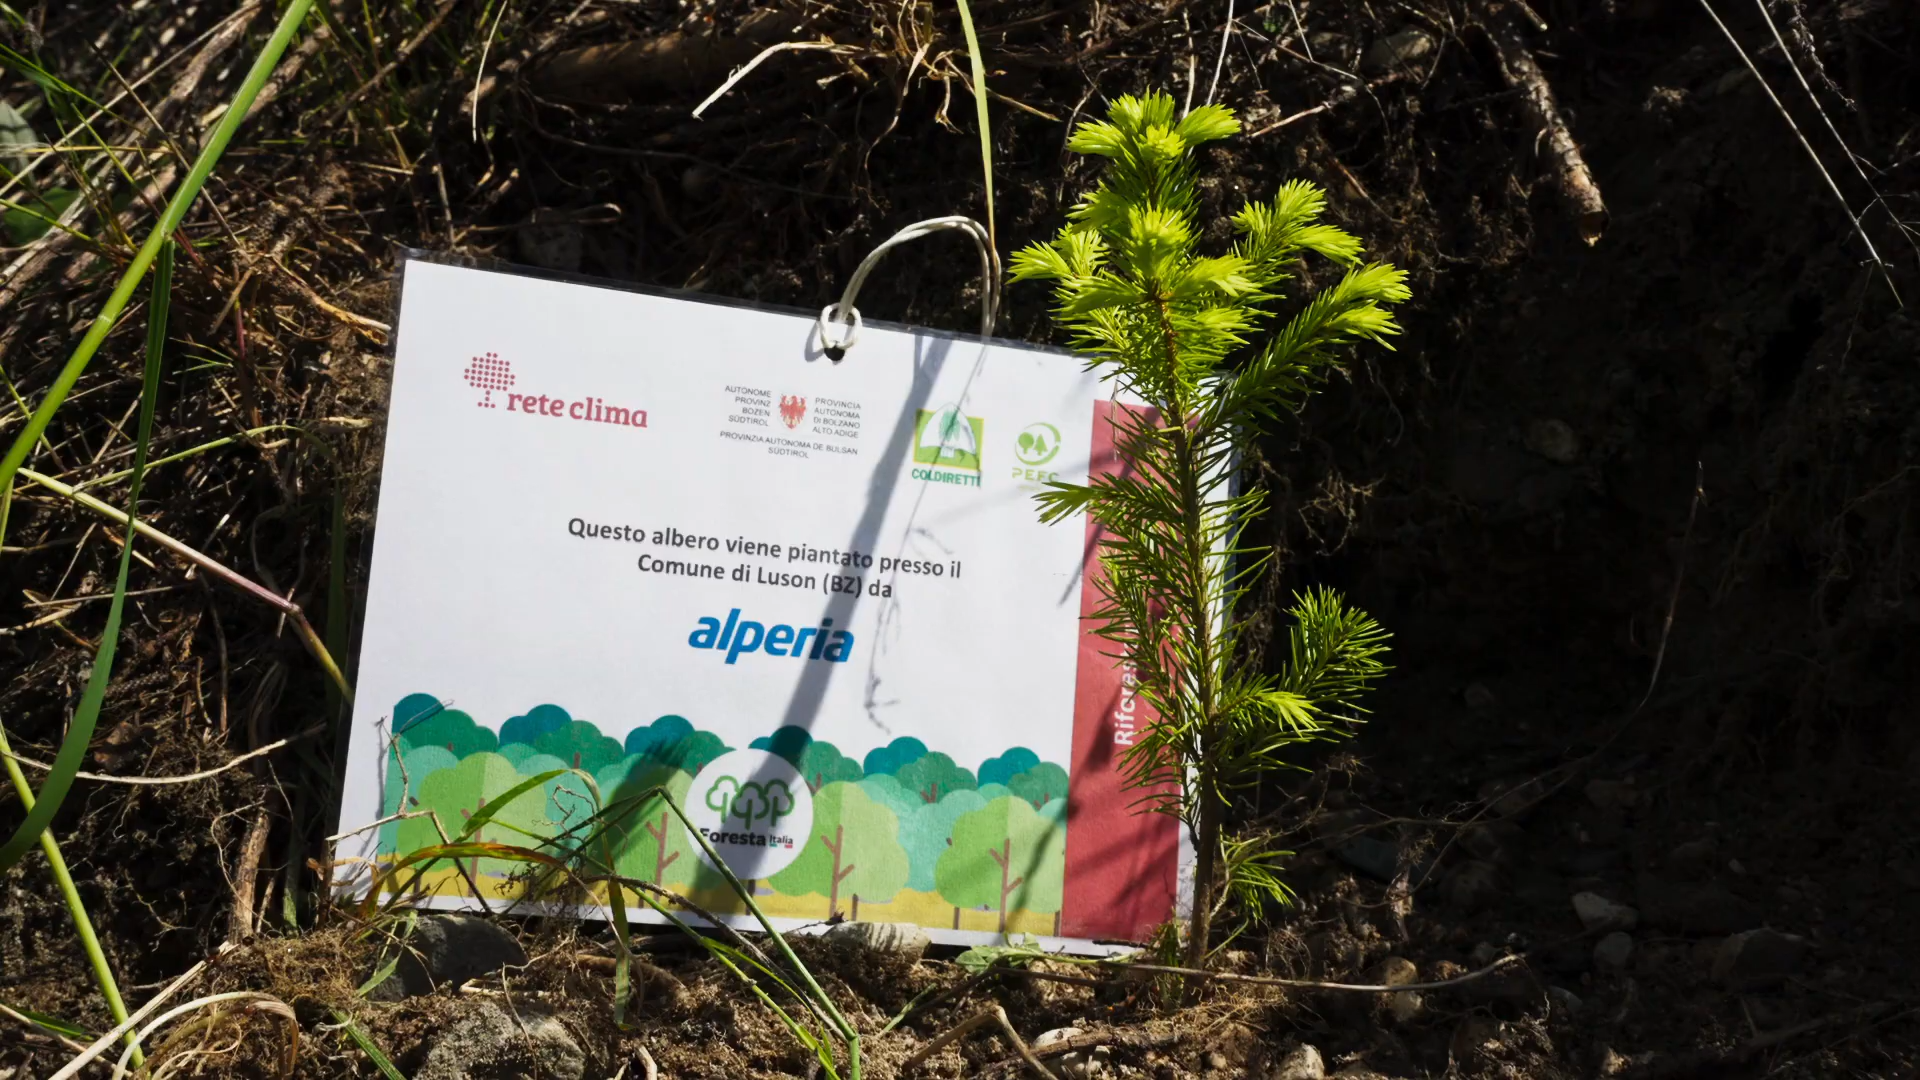 rete clima
AUTONOME
PROVINZ
BOZEN
SÜDTIROL
PROVINCIA
AUTONOMA
DI BOLZANO
ALTO ADIGE
PROVINZIA AUTONOMA DE BULSAN
SÜDTIROL
COLDIRETTI
PEFC
Questo albero viene piantato presso il
Comune di Luson (BZ) da
alperia
Foresta Italia